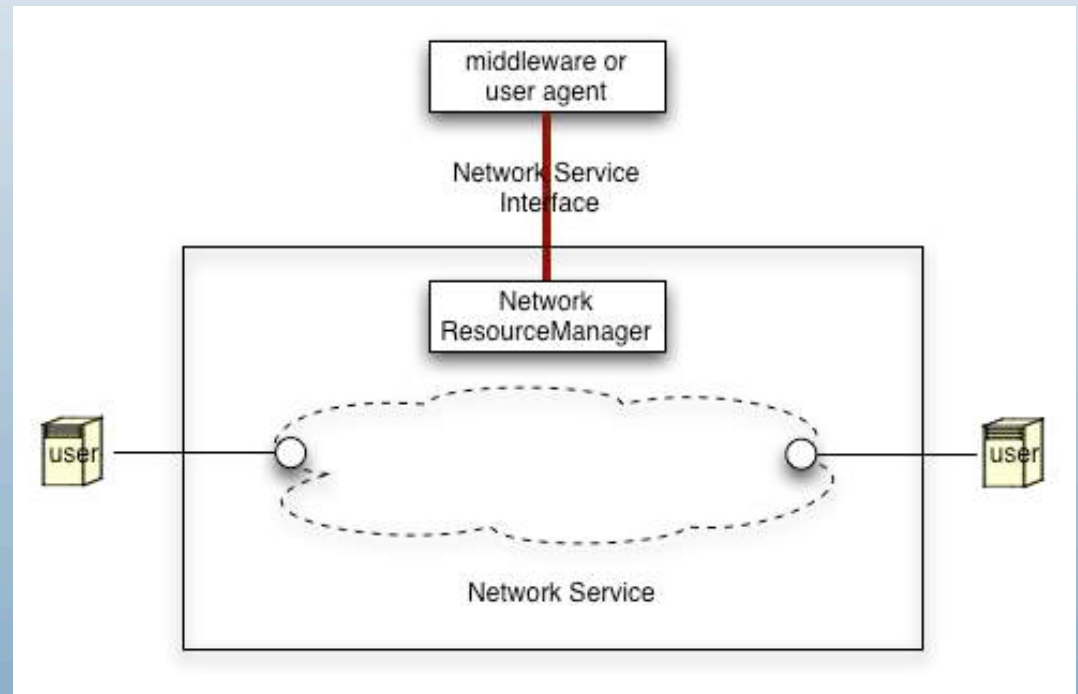 middleware or
user agent
Network Service
Interface
Network
ResourceManager
user
user
Network Service